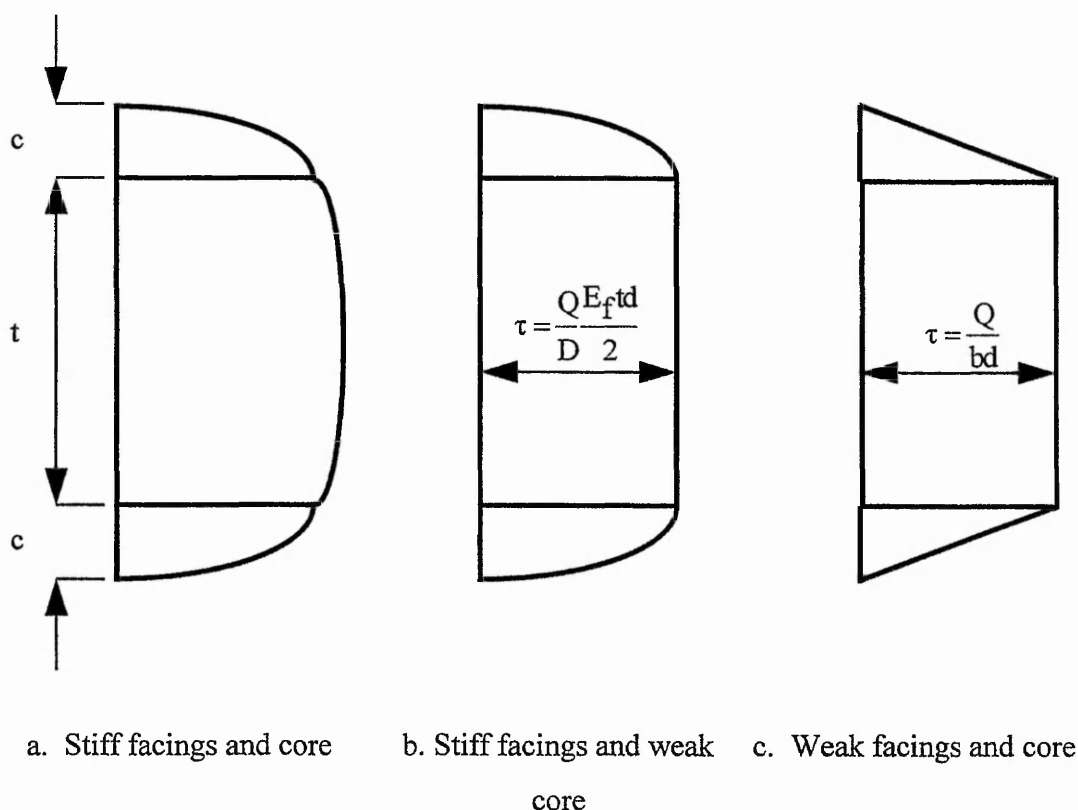 c
t
c
τ = Q/D E_f td/2
τ = Q/bd
a. Stiff facings and core
b. Stiff facings and weak
core
c. Weak facings and core